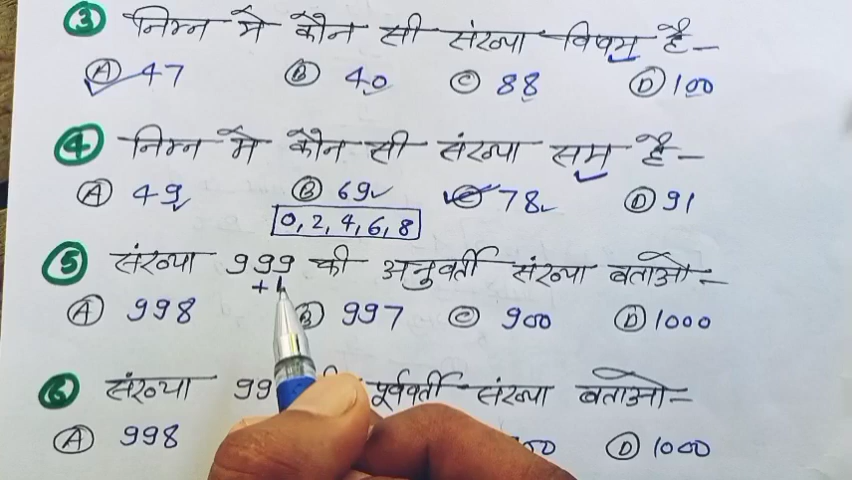 ③ निम्न मे कौन सी संख्या विषम है -
Ⓐ 47 Ⓑ 40 Ⓒ 88 Ⓓ 100
④ निम्न मे कौन सी संख्या सम है -
Ⓐ 49 Ⓑ 69 Ⓒ 78 Ⓓ 91
0, 2, 4, 6, 8
⑤ संख्या 999 की अनुवर्ती संख्या बताओ -
+1
Ⓐ 998 Ⓑ 997 Ⓒ 900 Ⓓ 1000
⑥ संख्या 99 पूर्ववर्ती संख्या बताओ -
Ⓐ 998 Ⓓ 1000